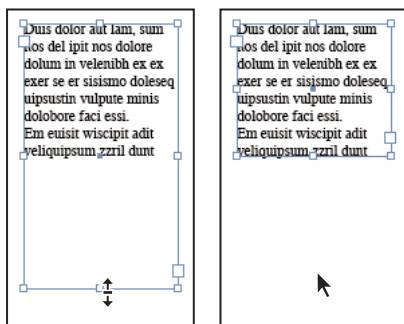 Duis dolor aut lam, sum
nos del ipit nos dolore
dolum in velenibh ex ex
exer se er sisismo doleseq
uipsustin vulpute minis
dolobore faci essi.
Em euisit wiscipit adit
veliquipsum zzril dunt
Duis dolor aut lam, sum
nos del ipit nos dolore
dolum in velenibh ex ex
exer se er sisismo doleseq
uipsustin vulpute minis
dolobore faci essi.
Em euisit wiscipit adit
veliquipsum zzril dunt